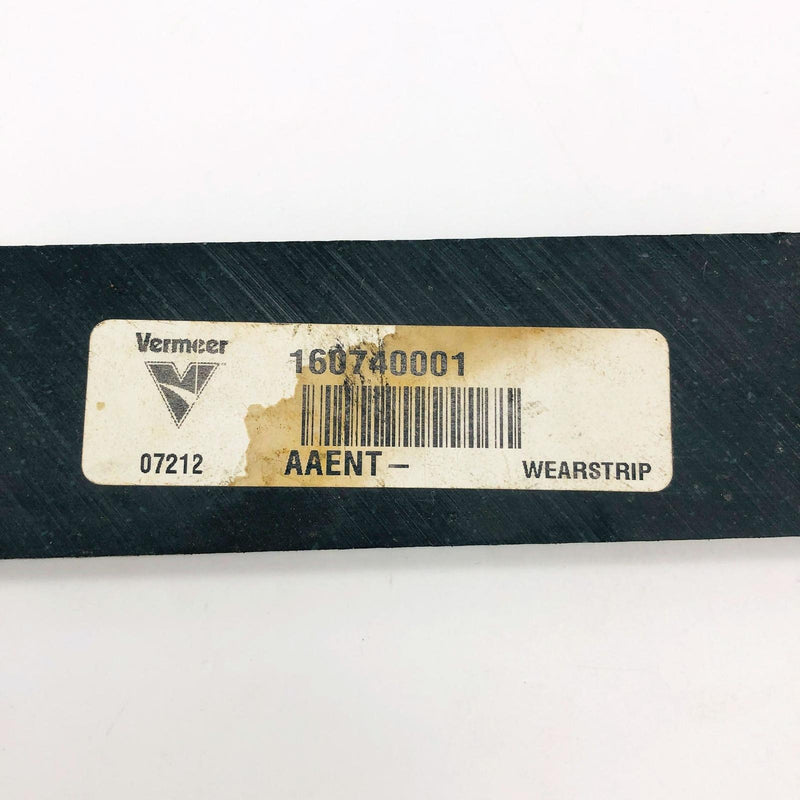 Vermeer
160740001
07212
AAENT-
WEARSTRIP